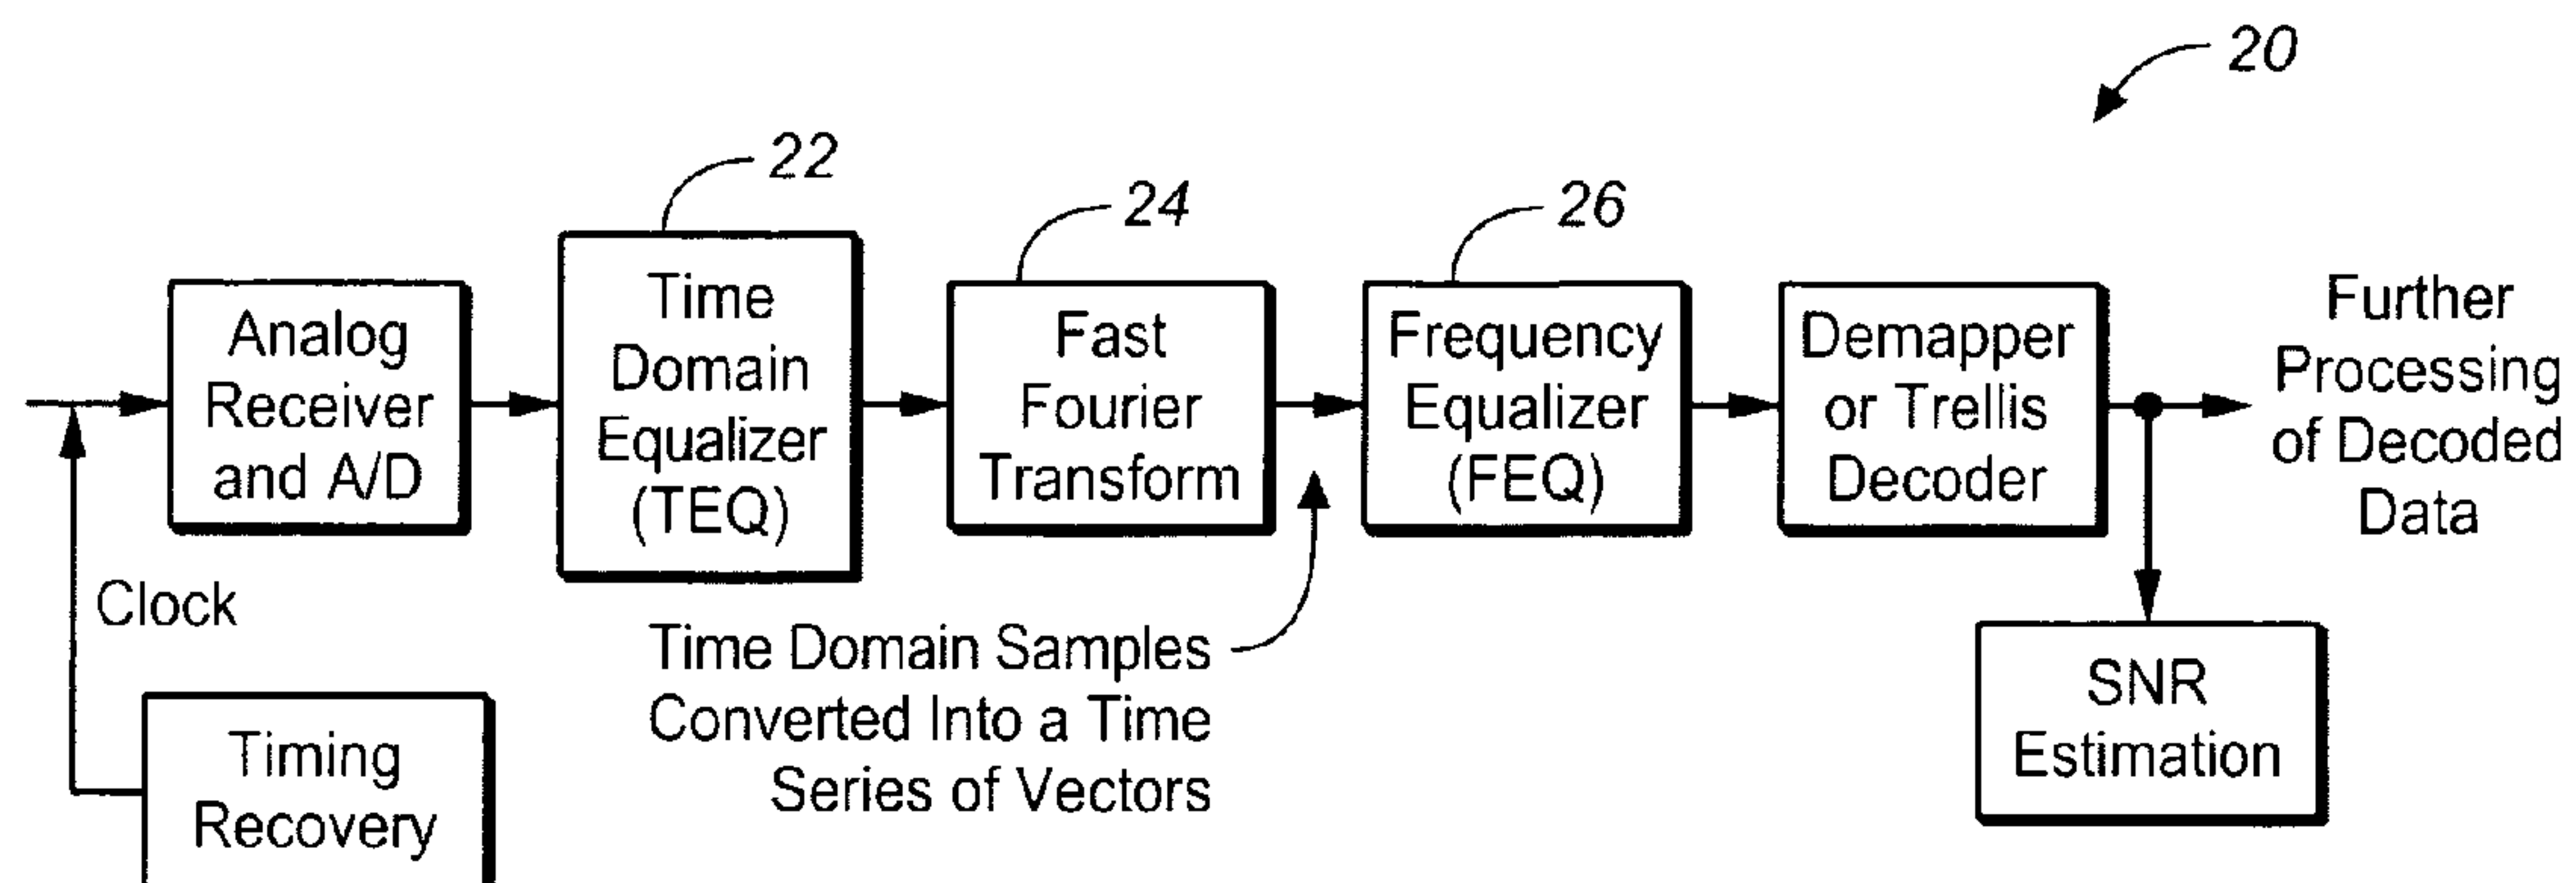 20
22
24
26
Analog
Receiver
and A/D
Time
Domain
Equalizer
(TEQ)
Fast
Fourier
Transform
Frequency
Equalizer
(FEQ)
Demapper
or Trellis
Decoder
Further
Processing
of Decoded
Data
Clock
Timing
Recovery
Time Domain Samples
Converted Into a Time
Series of Vectors
SNR
Estimation